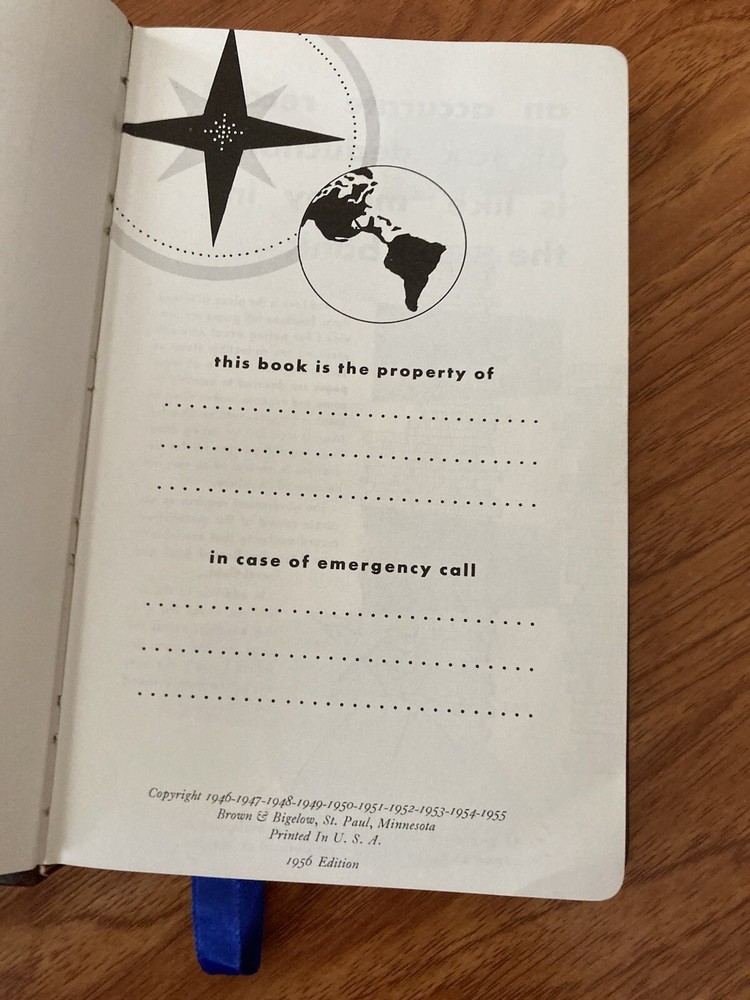 this book is the property of
in case of emergency call
Copyright 1946-1947-1948-1949-1950-1951-1952-1953-1954-1955
Brown & Bigelow, St. Paul, Minnesota
Printed In U. S. A.
1956 Edition